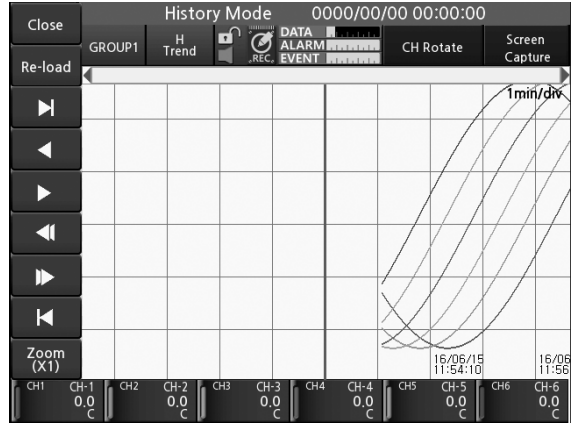 Close
History Mode 0000/00/00 00:00:00
GROUP1
H
Trend
REC
DATA
ALARM
EVENT
CH Rotate
Screen
Capture
Re-load
1min/div
Zoom
(X1)
16/06/15
11:54:10
16/06
11:56
CH1 CH-1
0.0
C
CH2 CH-2
0.0
C
CH3 CH-3
0.0
C
CH4 CH-4
0.0
C
CH5 CH-5
0.0
C
CH6 CH-6
0.0
C